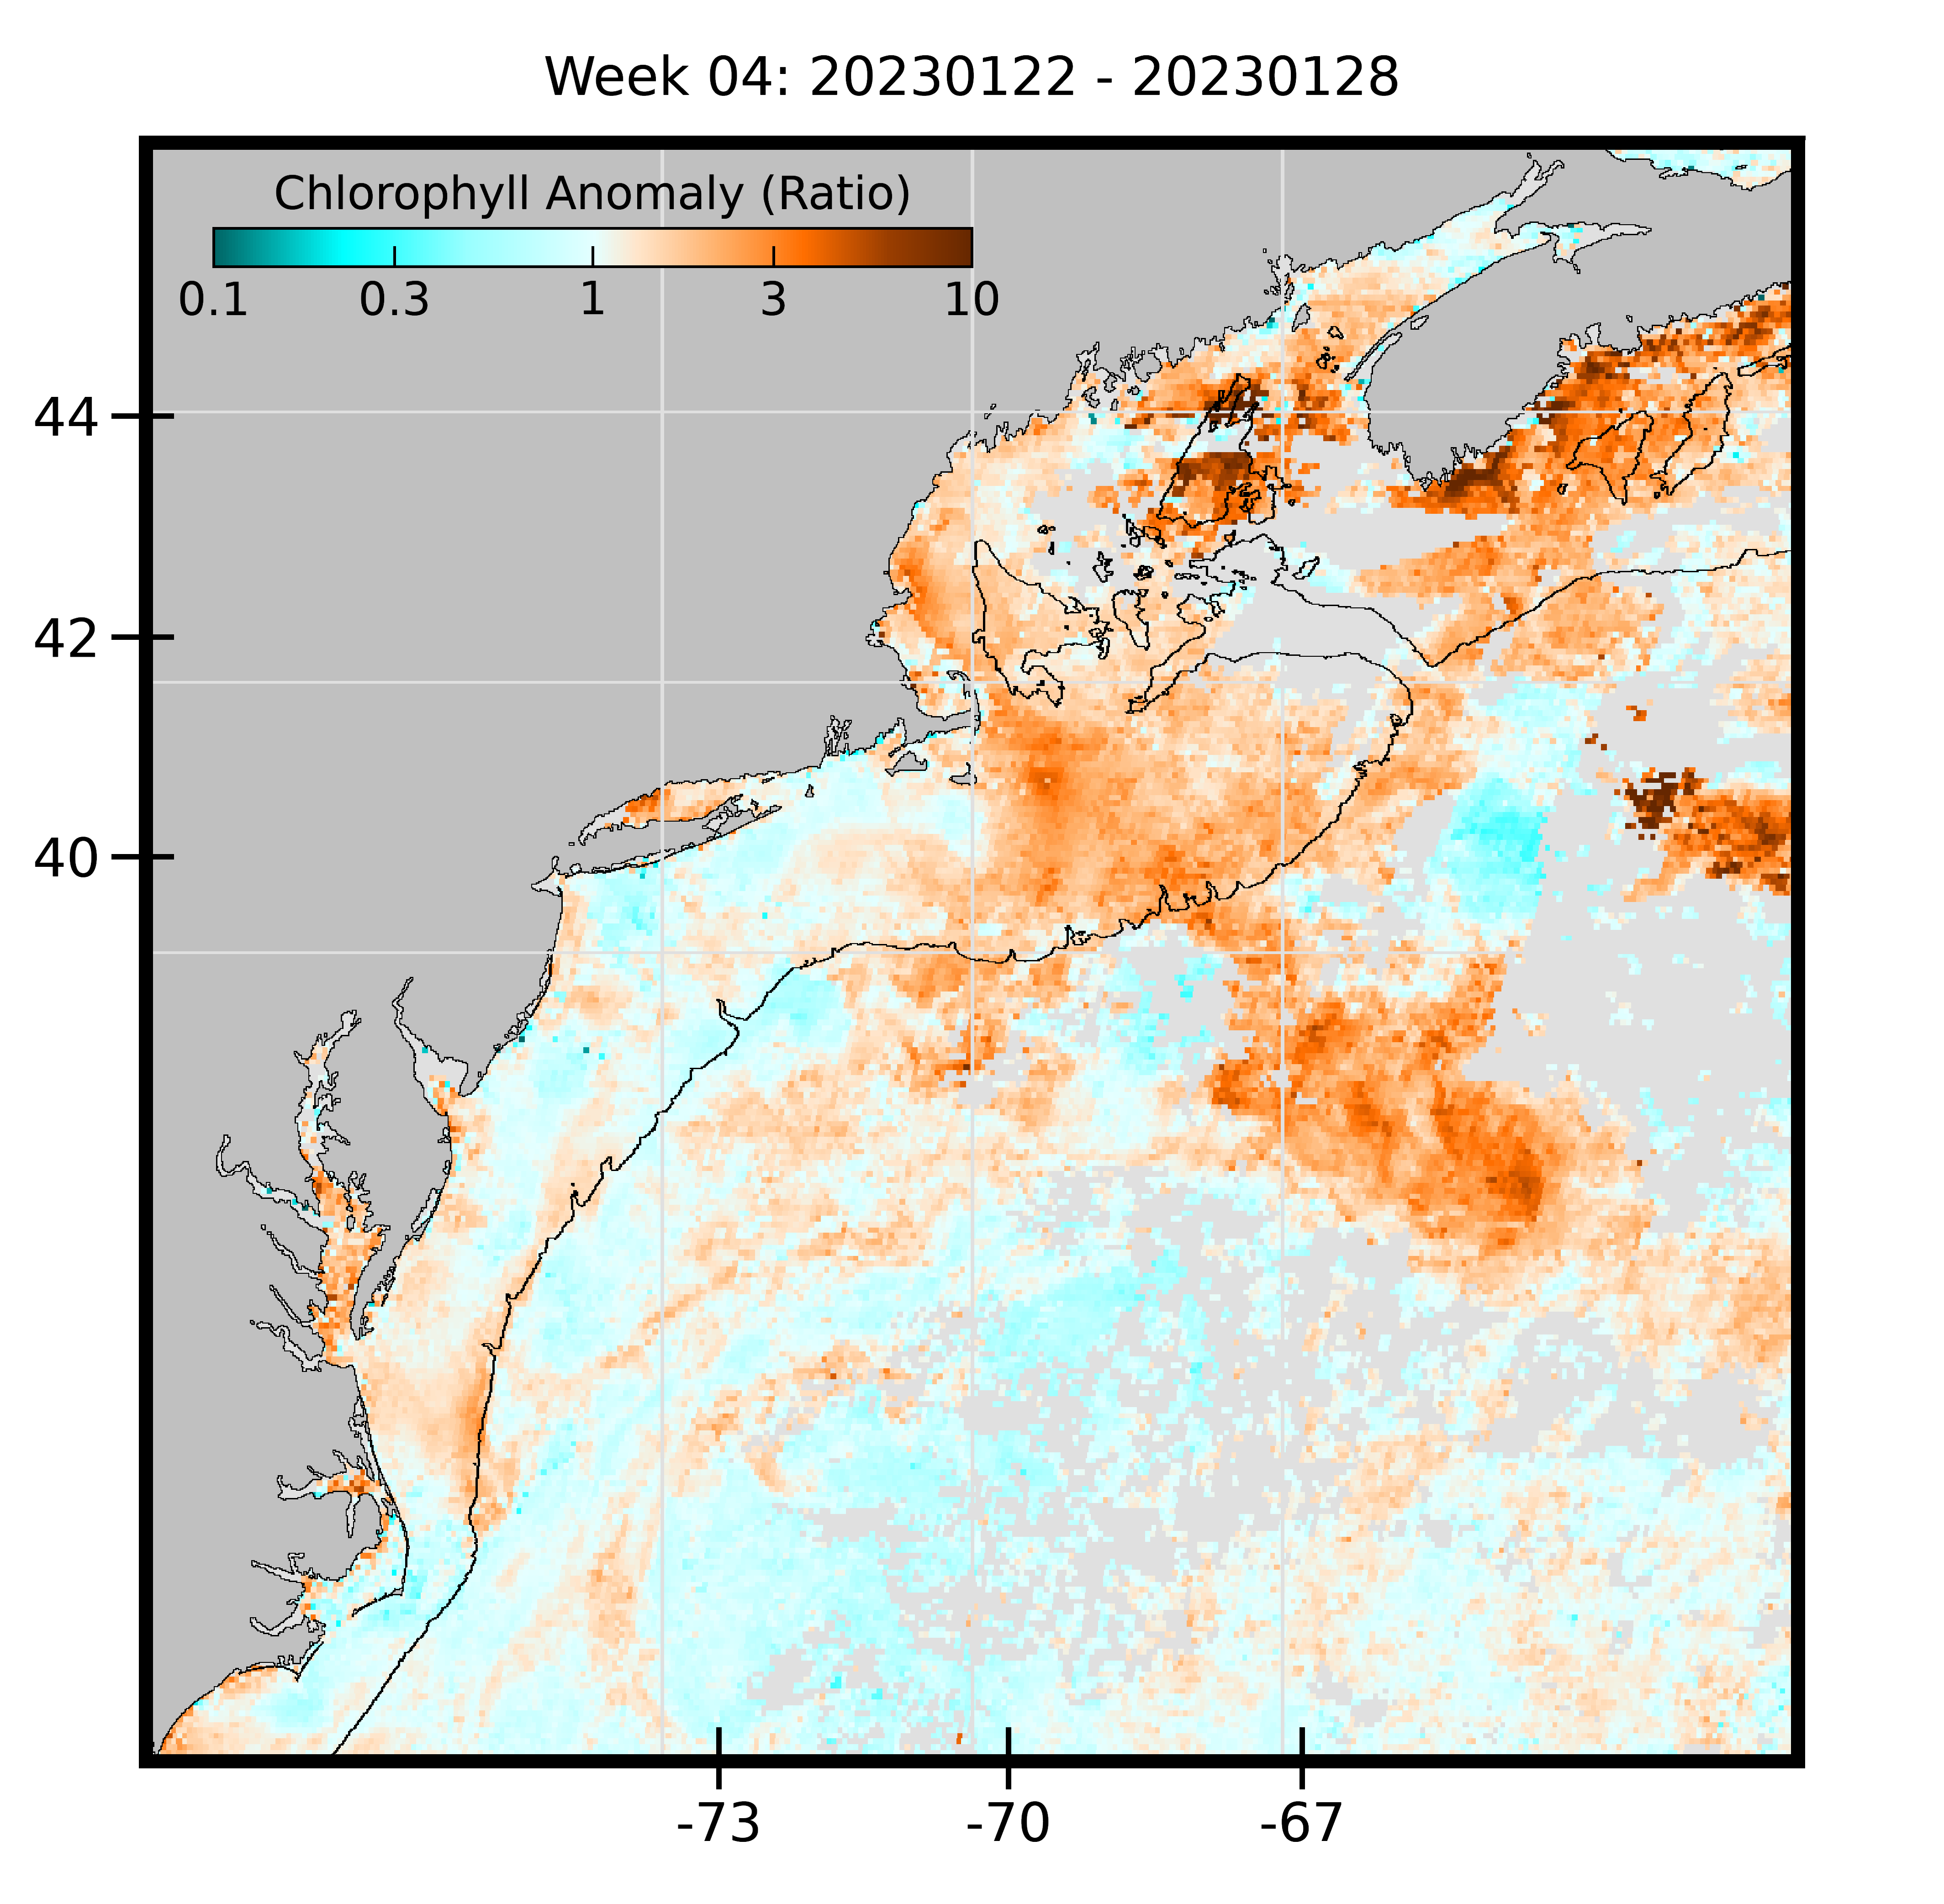 Week 04: 20230122 - 20230128
Chlorophyll Anomaly (Ratio)
0.1 0.3 1 3 10
44
42
40
-73 -70 -67